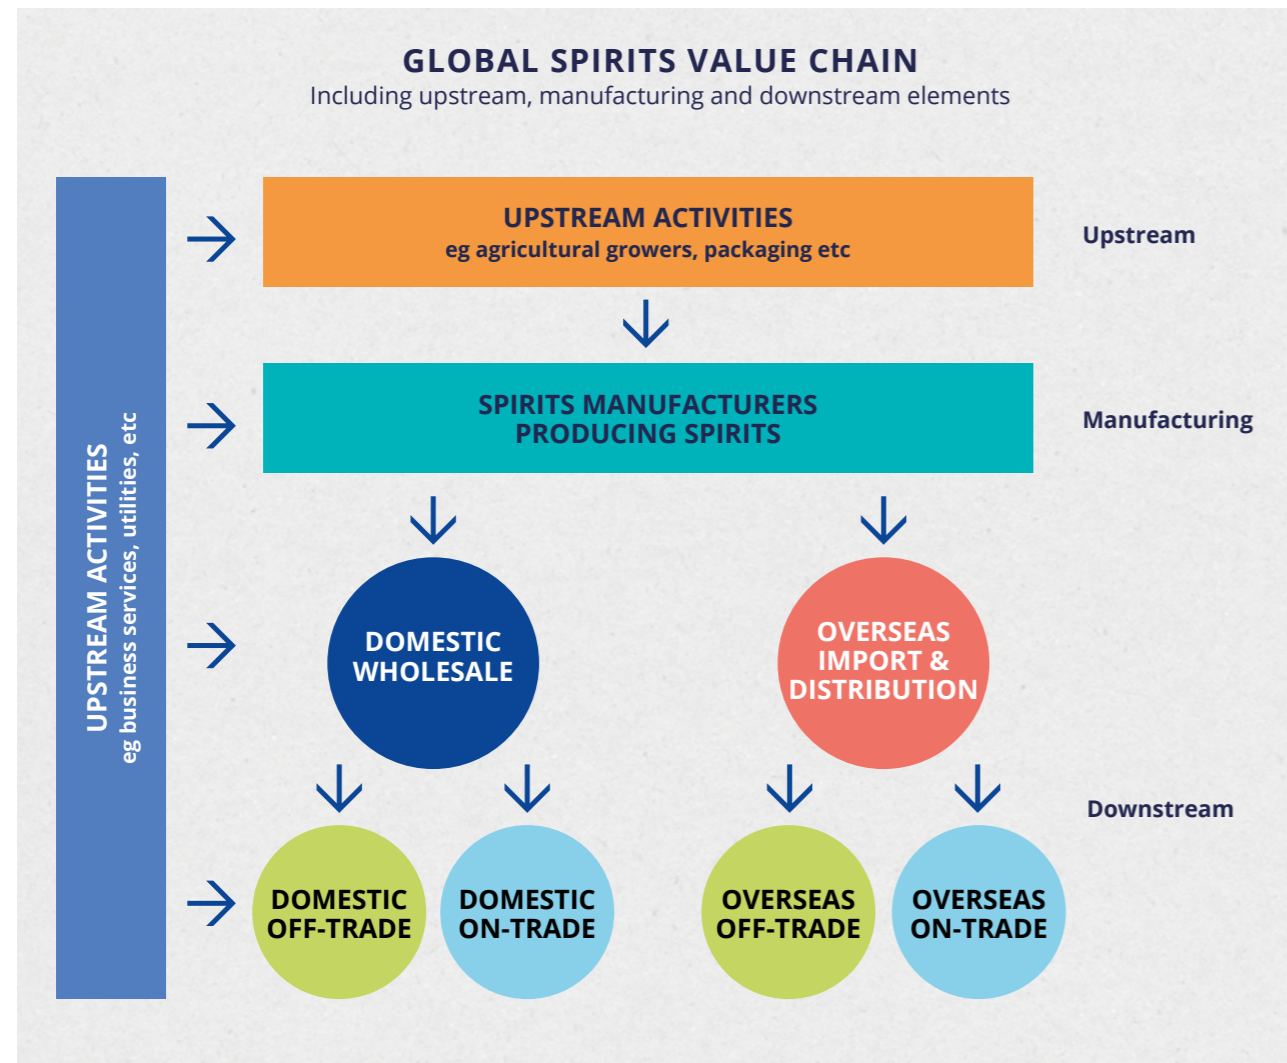 GLOBAL SPIRITS VALUE CHAIN
Including upstream, manufacturing and downstream elements
UPSTREAM ACTIVITIES
eg business services, utilities, etc
UPSTREAM ACTIVITIES
eg agricultural growers, packaging etc
Upstream
SPIRITS MANUFACTURERS
PRODUCING SPIRITS
Manufacturing
DOMESTIC
WHOLESALE
OVERSEAS
IMPORT &
DISTRIBUTION
Downstream
DOMESTIC
OFF-TRADE
DOMESTIC
ON-TRADE
OVERSEAS
OFF-TRADE
OVERSEAS
ON-TRADE